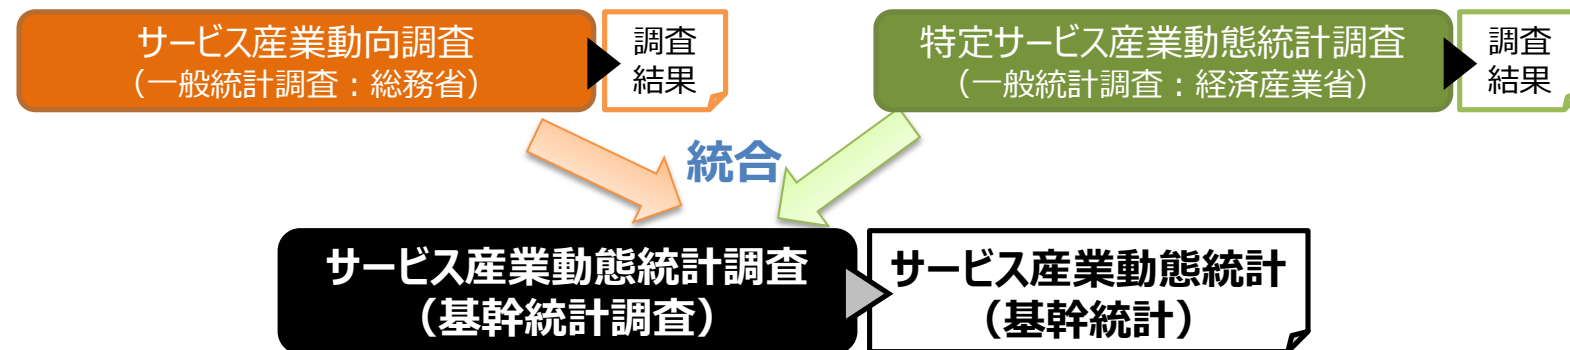 サービス産業動向調査
（一般統計調査：総務省）
調査
結果
特定サービス産業動態統計調査
（一般統計調査：経済産業省）
調査
結果
統合
サービス産業動態統計調査
（基幹統計調査）
サービス産業動態統計
（基幹統計）